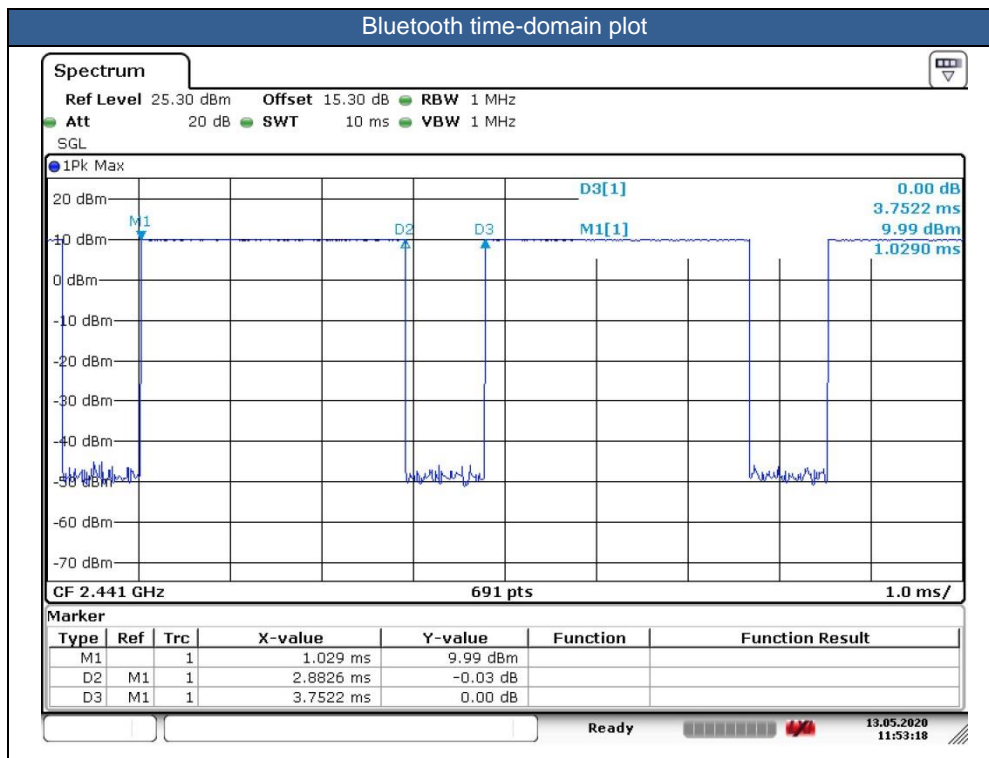 Bluetooth time-domain plot
Spectrum
Ref Level 25.30 dBm Offset 15.30 dB RBW 1 MHz
Att 20 dB SWT 10 ms VBW 1 MHz
SGL
1Pk Max
D3[1] 0.00 dB
3.7522 ms
M1[1] 9.99 dBm
1.0290 ms
20 dBm
M1
D2
D3
10 dBm
0 dBm
-10 dBm
-20 dBm
-30 dBm
-40 dBm
-50 dBm
-60 dBm
-70 dBm
CF 2.441 GHz 691 pts 1.0 ms/
Marker
Type Ref Trc X-value Y-value Function Function Result
M1 1 1.029 ms 9.99 dBm
D2 M1 1 2.8826 ms -0.03 dB
D3 M1 1 3.7522 ms 0.00 dB
Ready 13.05.2020
11:53:18